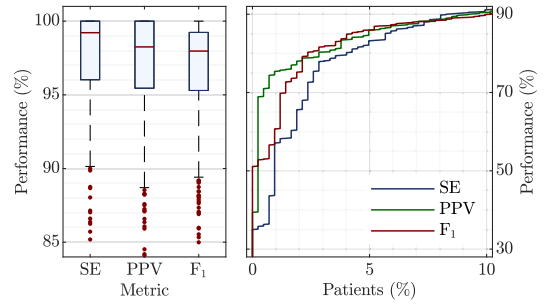 Performance (%)
100
95
90
85
SE
PPV
F₁
Metric
90
70
50
30
Performance (%)
SE
PPV
F₁
0
5
10
Patients (%)